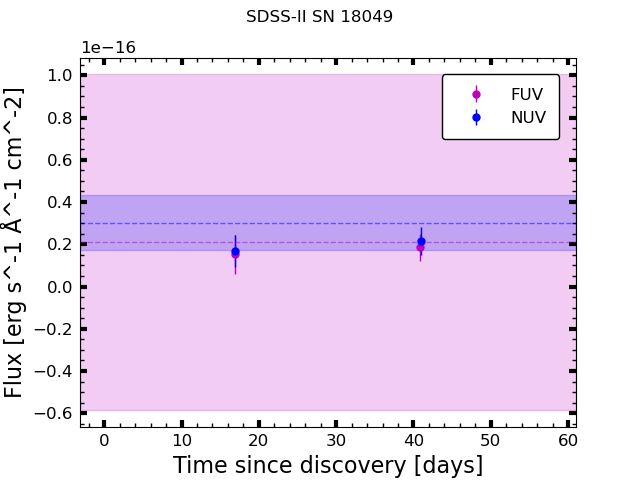 SDSS-II SN 18049
1e−16
1.0
0.8
0.6
0.4
0.2
0.0
−0.2
−0.4
−0.6
Flux [erg s^-1 Å^-1 cm^-2]
FUV
NUV
0 10 20 30 40 50 60
Time since discovery [days]